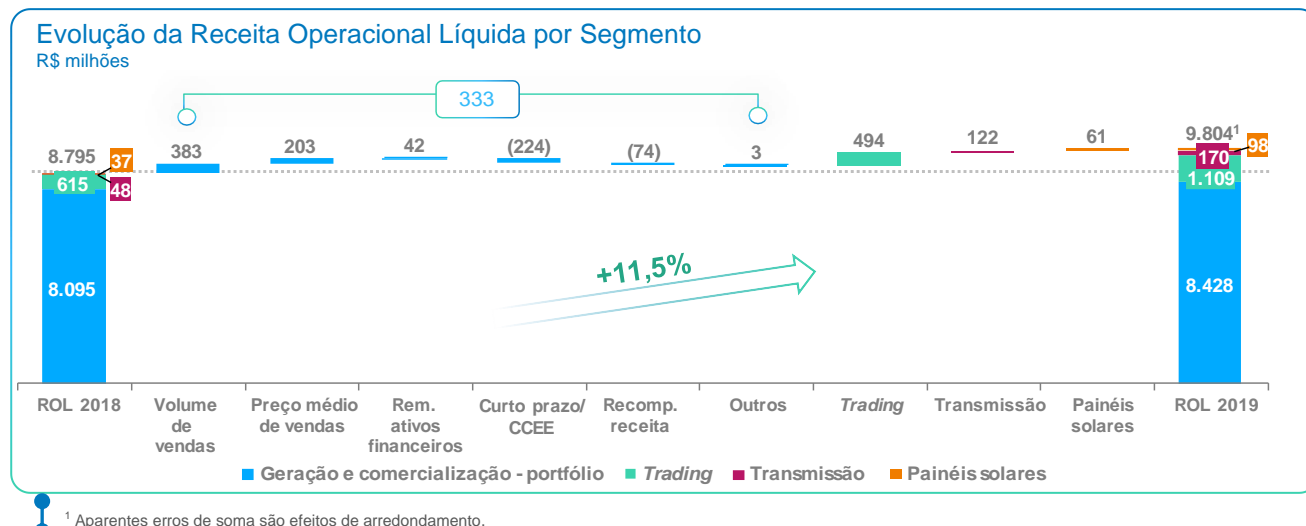 Evolução da Receita Operacional Líquida por Segmento
R$ milhões
333
8.795
37
615
48
8.095
383
203
42
(224)
(74)
3
494
122
61
9.804¹
98
170
1.109
8.428
+11,5%
ROL 2018
Volume
de
vendas
Preço médio
de vendas
Rem.
ativos
financeiros
Curto prazo/
CCEE
Recomp.
receita
Outros
Trading
Transmissão
Painéis
solares
ROL 2019
Geração e comercialização - portfólio
Trading
Transmissão
Painéis solares
¹ Aparentes erros de soma são efeitos de arredondamento.